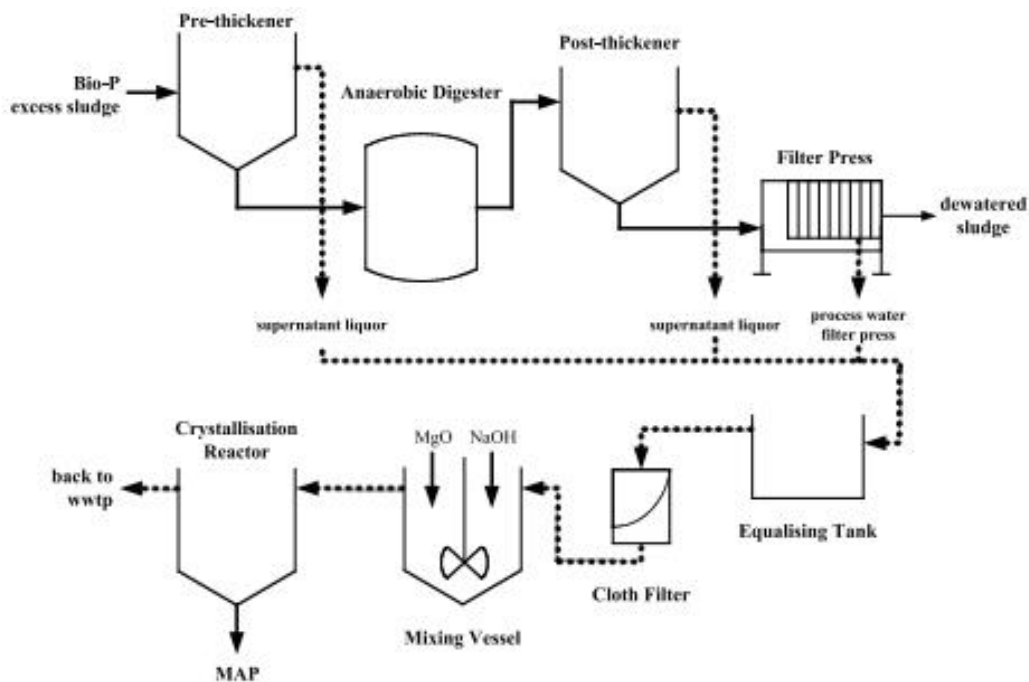 Pre-thickener
Post-thickener
Bio-P
excess sludge
Anaerobic Digester
Filter Press
dewatered
sludge
supernatant liquor
supernatant liquor
process water
filter press
Crystallisation
Reactor
MgO
NaOH
back to
wwtp
Equalising Tank
Cloth Filter
Mixing Vessel
MAP